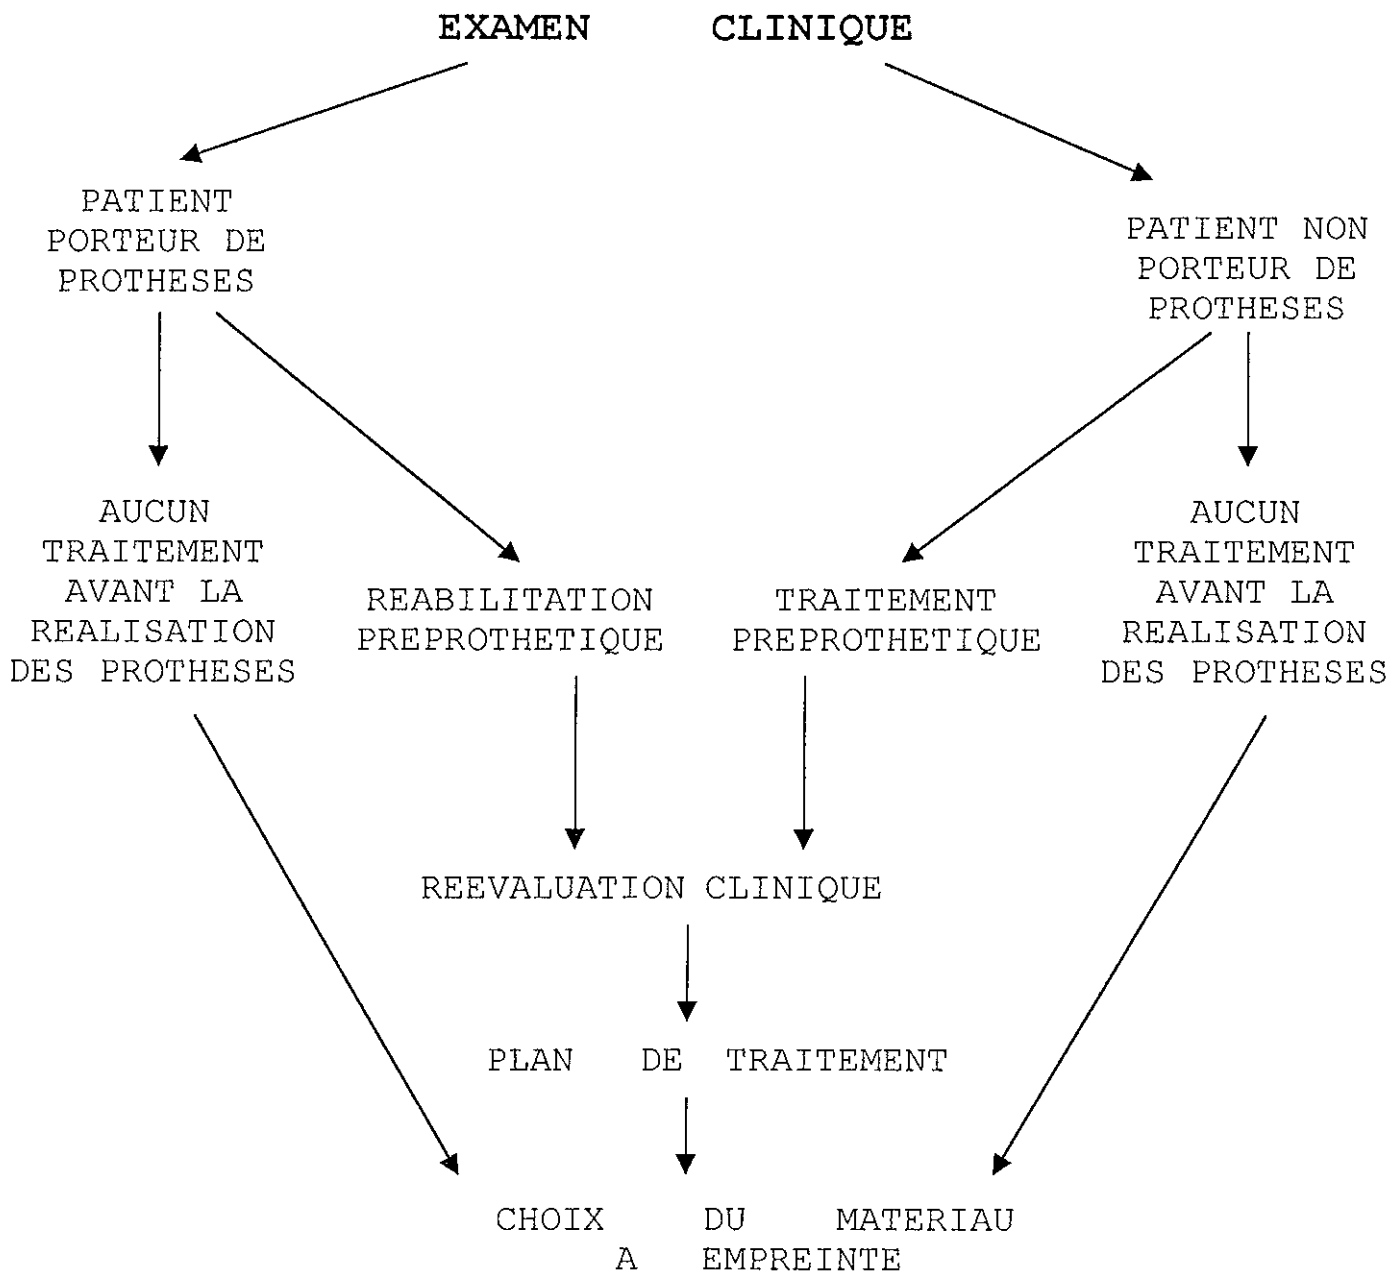 EXAMEN CLINIQUE
PATIENT
PORTEUR DE
PROTHESES
PATIENT NON
PORTEUR DE
PROTHESES
AUCUN
TRAITEMENT
AVANT LA
REALISATION
DES PROTHESES
REABILITATION
PREPROTHETIQUE
TRAITEMENT
PREPROTHETIQUE
AUCUN
TRAITEMENT
AVANT LA
REALISATION
DES PROTHESES
REEVALUATION CLINIQUE
PLAN DE TRAITEMENT
CHOIX DU MATERIAU
A EMPREINTE